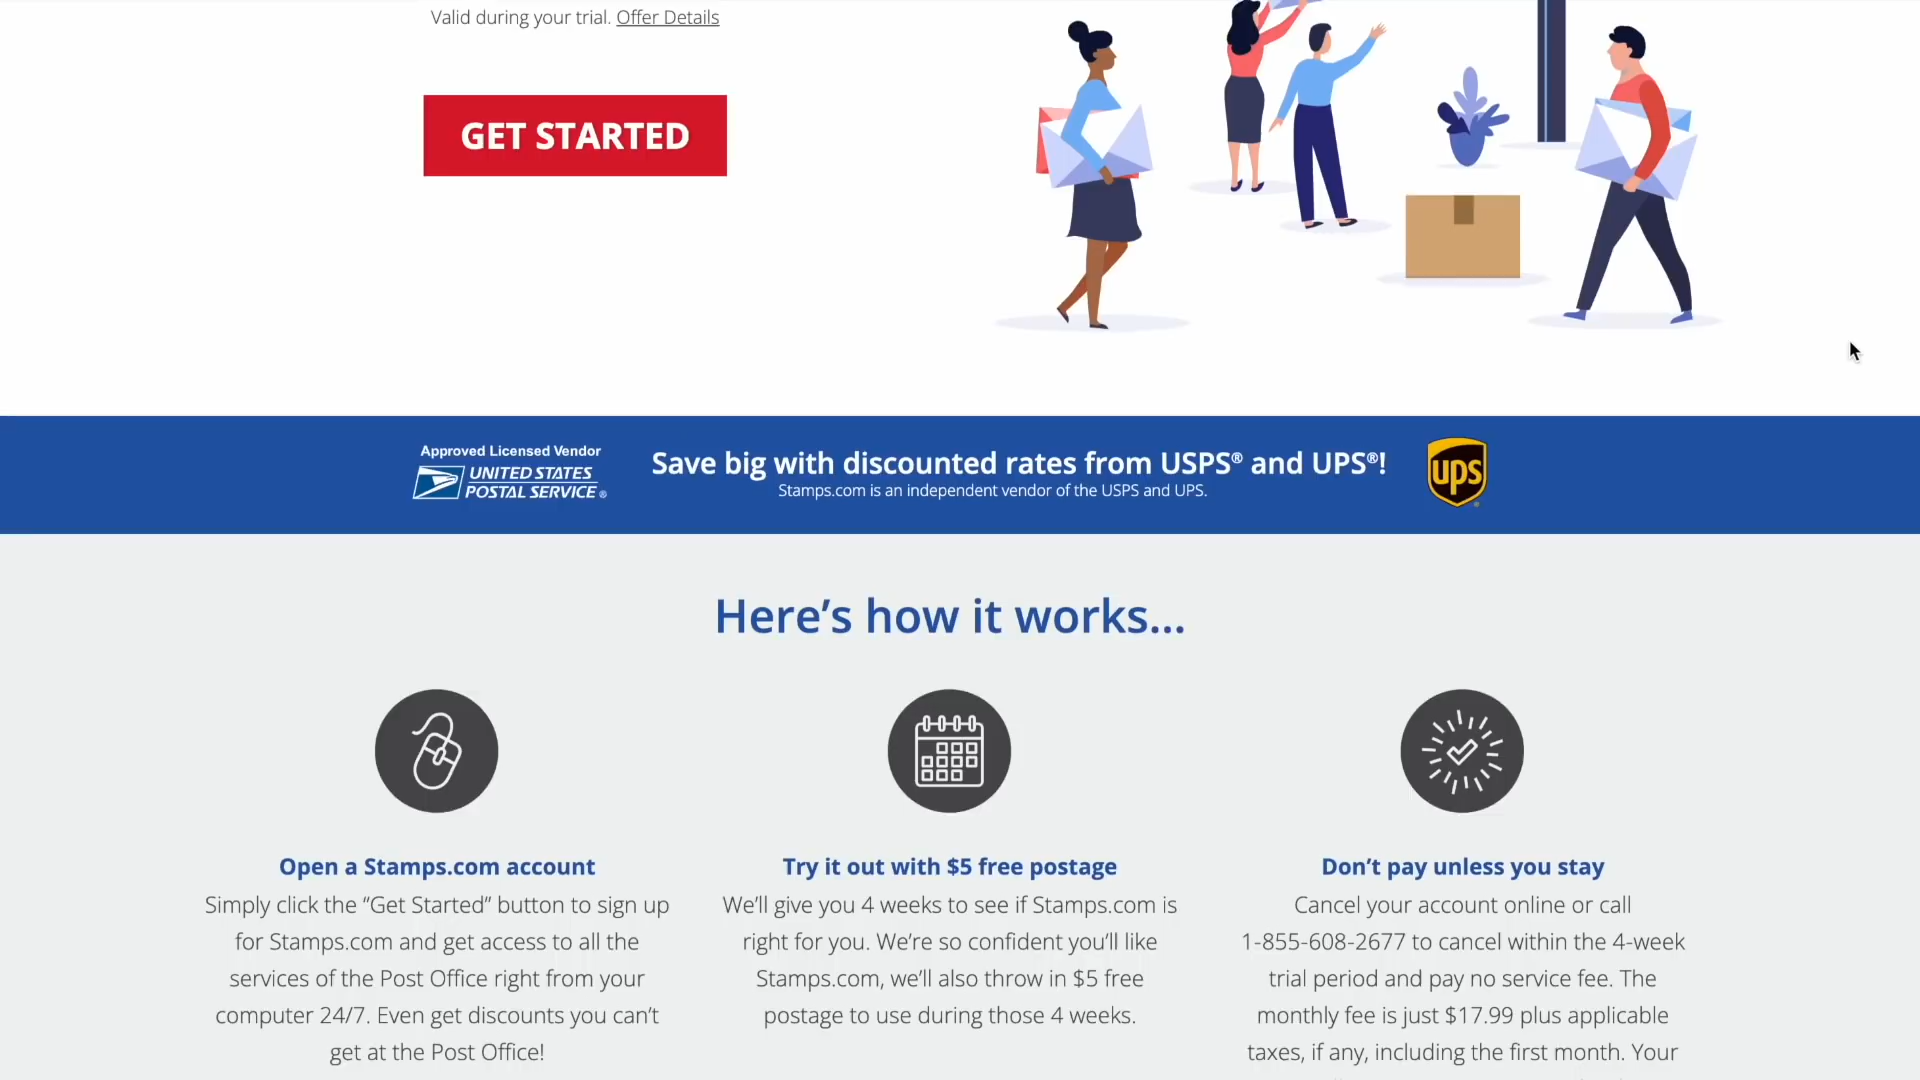 Valid during your trial. Offer Details
GET STARTED
Approved Licensed Vendor
UNITED STATES
POSTAL SERVICE®
Save big with discounted rates from USPS® and UPS®!
Stamps.com is an independent vendor of the USPS and UPS.
ups
Here’s how it works...
Open a Stamps.com account
Simply click the “Get Started” button to sign up
for Stamps.com and get access to all the
services of the Post Office right from your
computer 24/7. Even get discounts you can’t
get at the Post Office!
Try it out with $5 free postage
We’ll give you 4 weeks to see if Stamps.com is
right for you. We’re so confident you’ll like
Stamps.com, we’ll also throw in $5 free
postage to use during those 4 weeks.
Don’t pay unless you stay
Cancel your account online or call
1-855-608-2677 to cancel within the 4-week
trial period and pay no service fee. The
monthly fee is just $17.99 plus applicable
taxes, if any, including the first month. Your